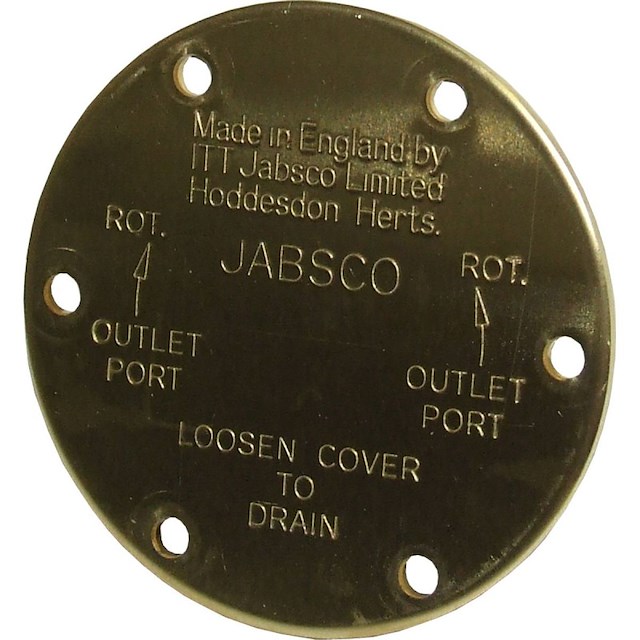 Made in England by
ITT Jabsco Limited
Hoddesdon Herts.
JABSCO
ROT.
OUTLET
PORT
ROT.
OUTLET
PORT
LOOSEN COVER
TO
DRAIN